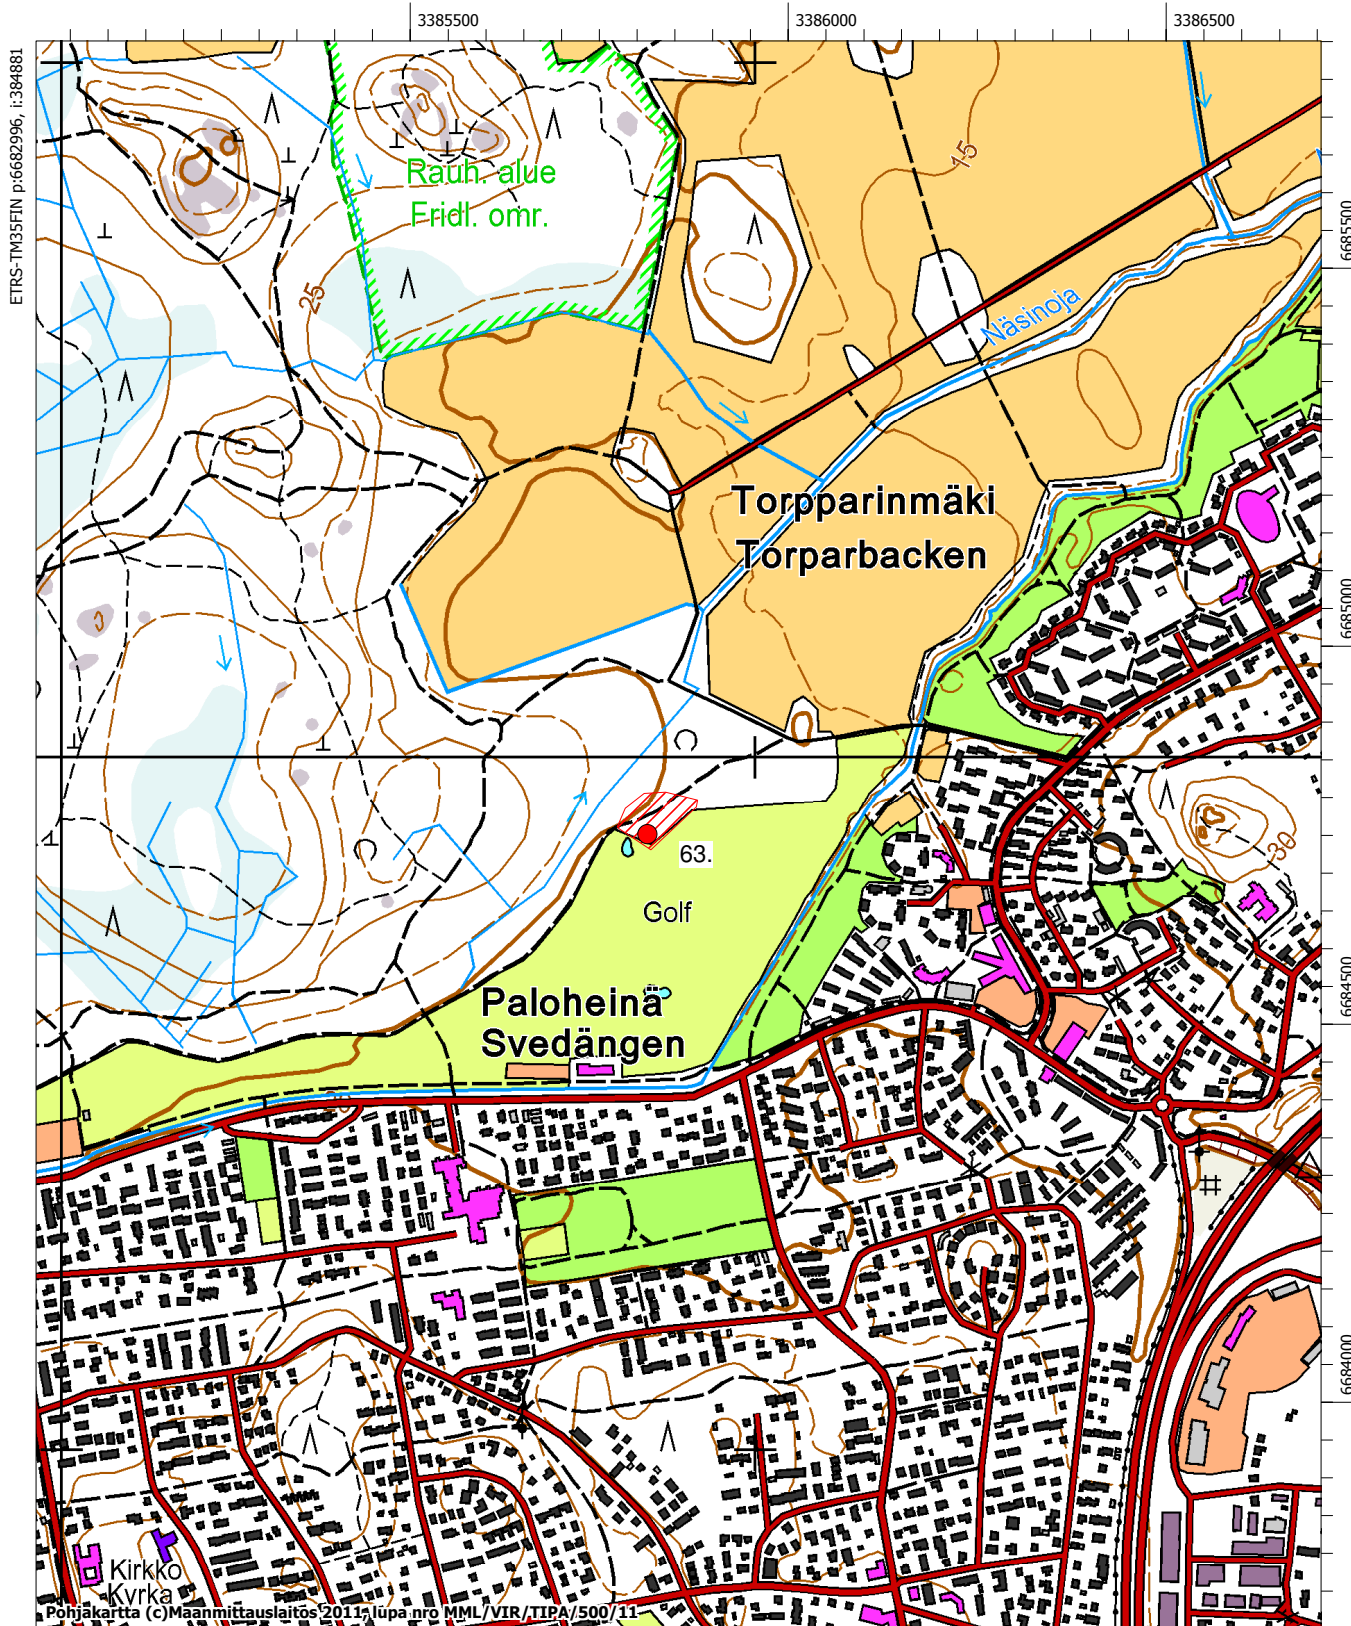 3385500
3386000
3386500
ETRS-TM35FIN p:6682996, i:384881
Rauh. alue
Fridl. omr.
15
25
6685500
Näsinoja
Torpparinmäki
Torparbacken
6685000
30
63.
Golf
6684500
Paloheinä
Svedängen
6684000
Kirkko
Kyrka
Pohjakartta (c)Maanmittauslaitos 2011, lupa nro MML/VIR/TIPA/500/11